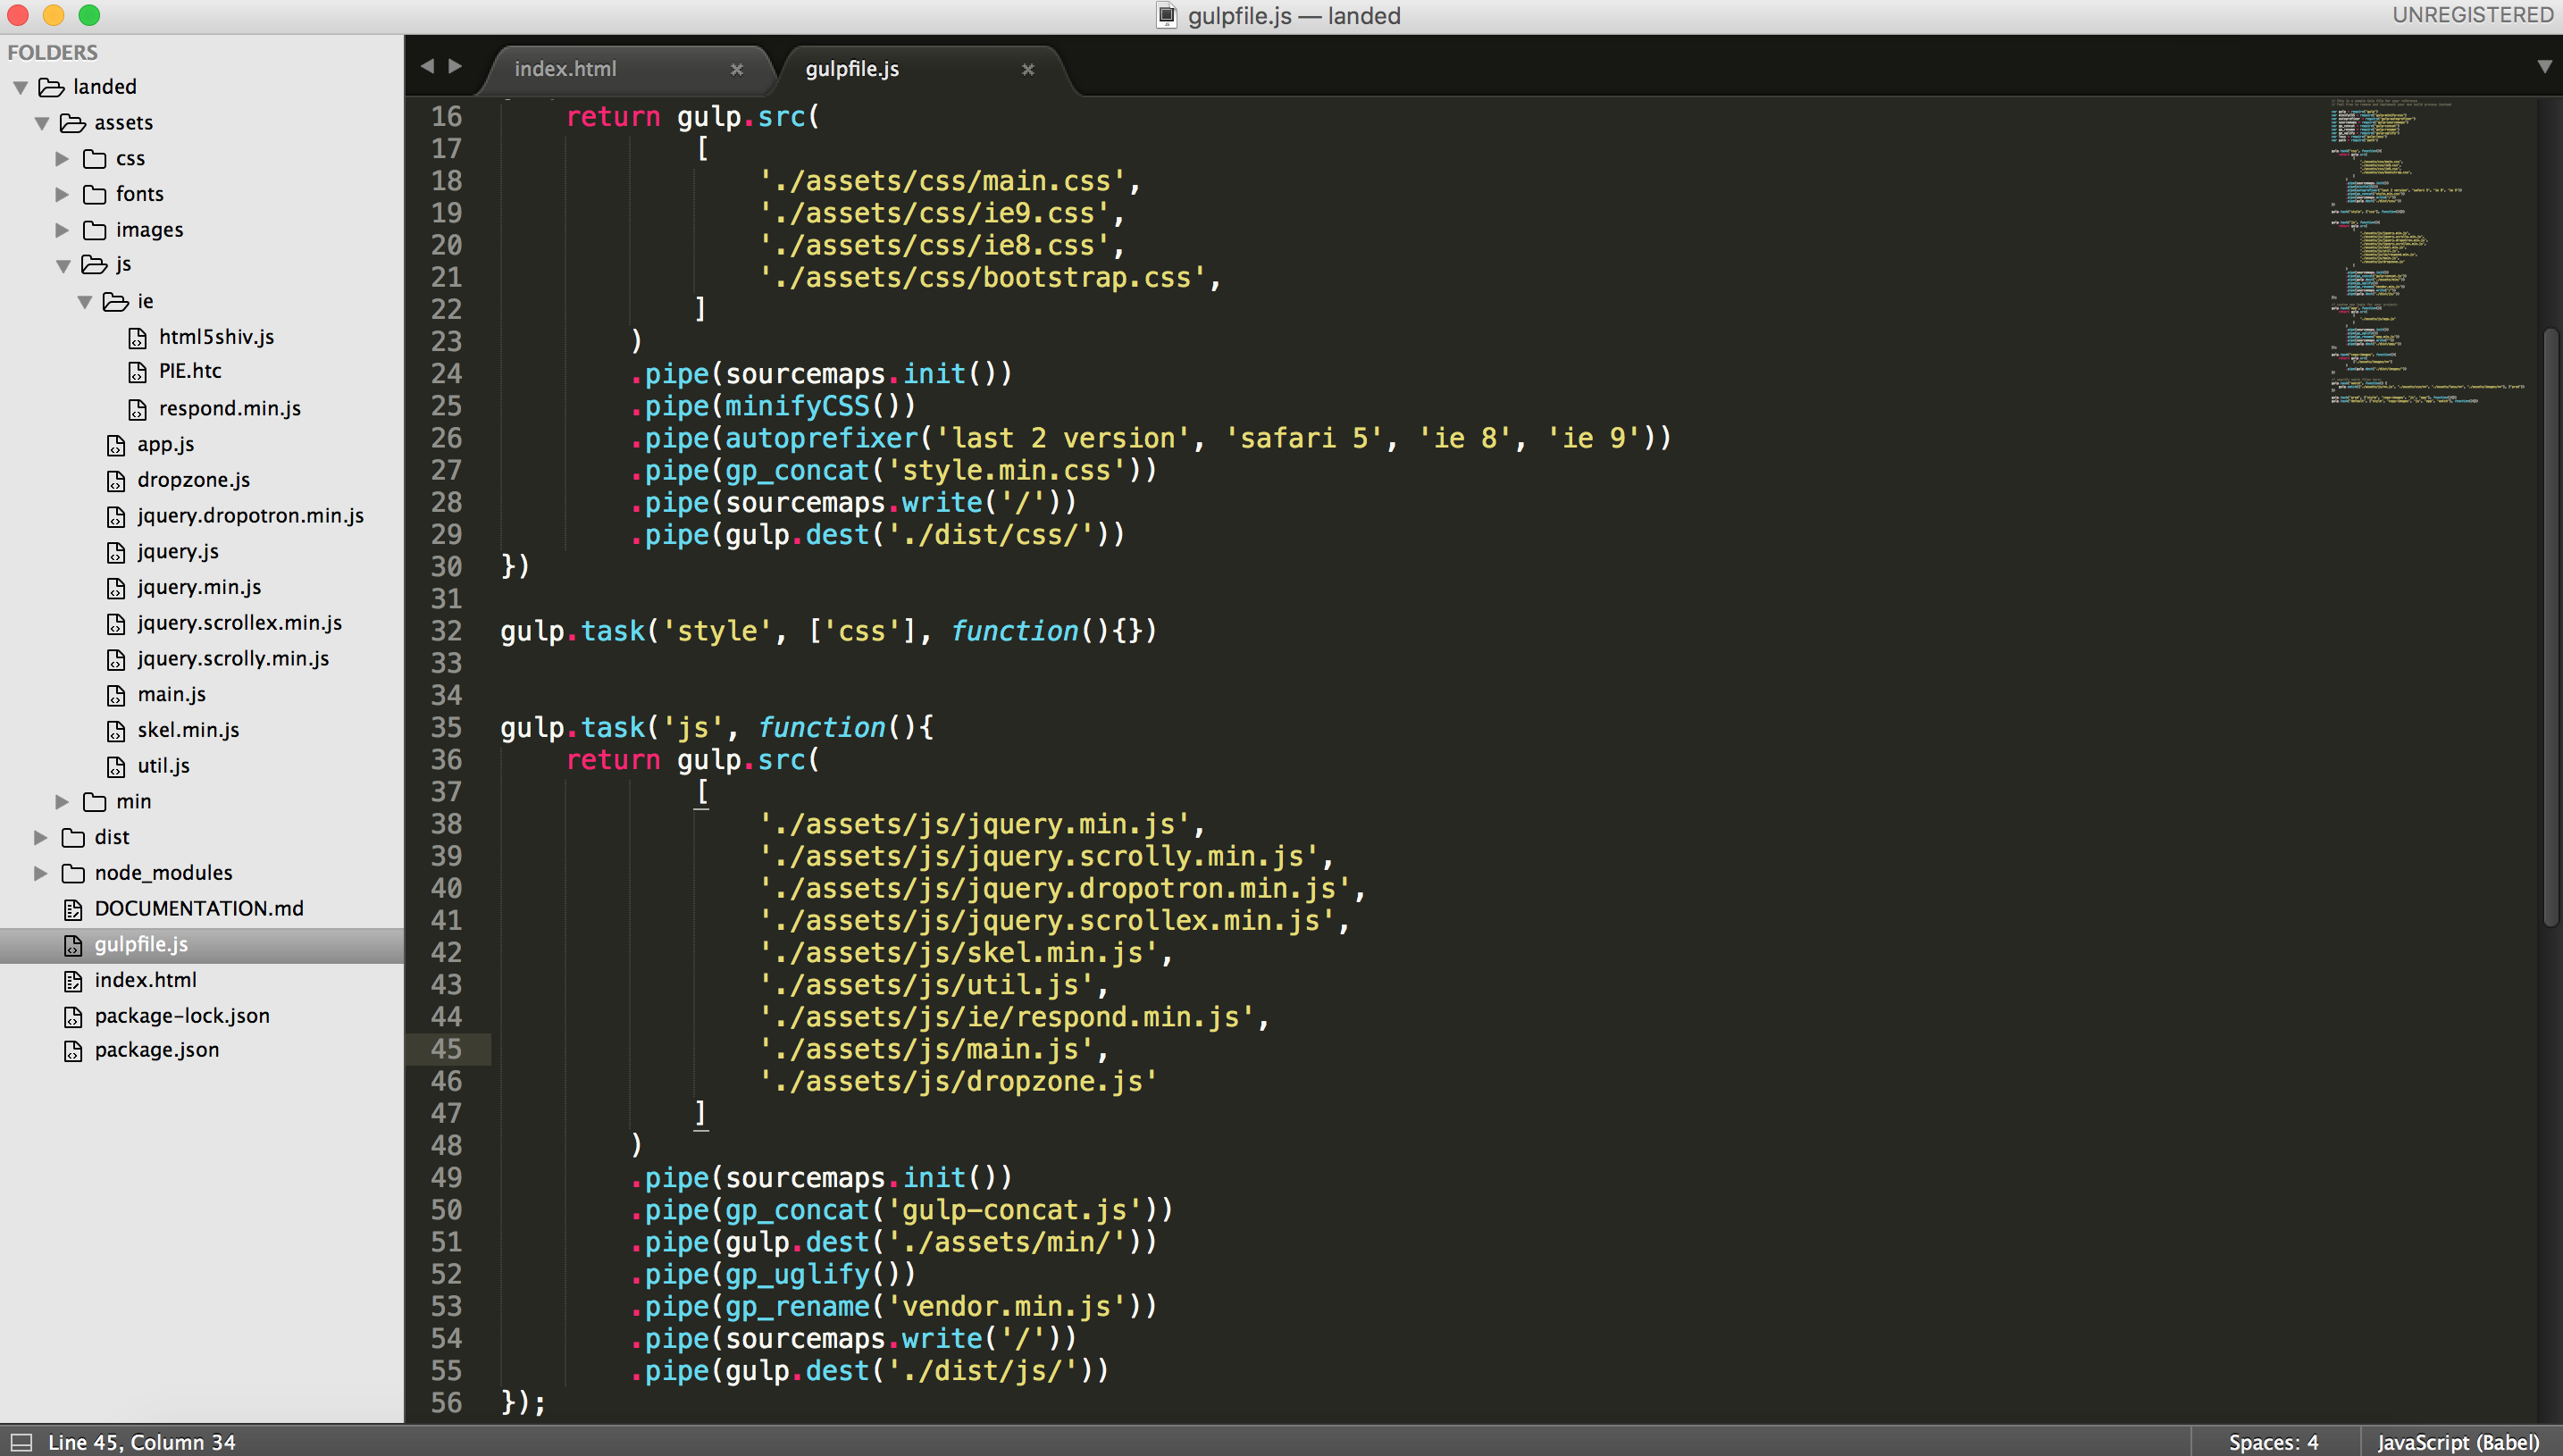 gulpfile.js — landed
UNREGISTERED
FOLDERS
landed
assets
css
fonts
images
js
ie
html5shiv.js
PIE.htc
respond.min.js
app.js
dropzone.js
jquery.dropotron.min.js
jquery.js
jquery.min.js
jquery.scrollex.min.js
jquery.scrolly.min.js
main.js
skel.min.js
util.js
min
dist
node_modules
DOCUMENTATION.md
gulpfile.js
index.html
package-lock.json
package.json
index.html
gulpfile.js
16 return gulp.src(
17 [
18 './assets/css/main.css',
19 './assets/css/ie9.css',
20 './assets/css/ie8.css',
21 './assets/css/bootstrap.css',
22 ]
23 )
24 .pipe(sourcemaps.init())
25 .pipe(minifyCSS())
26 .pipe(autoprefixer('last 2 version', 'safari 5', 'ie 8', 'ie 9'))
27 .pipe(gp_concat('style.min.css'))
28 .pipe(sourcemaps.write('/'))
29 .pipe(gulp.dest('./dist/css/'))
30 })
31
32 gulp.task('style', ['css'], function(){})
33
34
35 gulp.task('js', function(){
36 return gulp.src(
37 [
38 './assets/js/jquery.min.js',
39 './assets/js/jquery.scrolly.min.js',
40 './assets/js/jquery.dropotron.min.js',
41 './assets/js/jquery.scrollex.min.js',
42 './assets/js/skel.min.js',
43 './assets/js/util.js',
44 './assets/js/ie/respond.min.js',
45 './assets/js/main.js',
46 './assets/js/dropzone.js'
47 ]
48 )
49 .pipe(sourcemaps.init())
50 .pipe(gp_concat('gulp-concat.js'))
51 .pipe(gulp.dest('./assets/min/'))
52 .pipe(gp_uglify())
53 .pipe(gp_rename('vendor.min.js'))
54 .pipe(sourcemaps.write('/'))
55 .pipe(gulp.dest('./dist/js/'))
56 });
Line 45, Column 34
Spaces: 4
JavaScript (Babel)